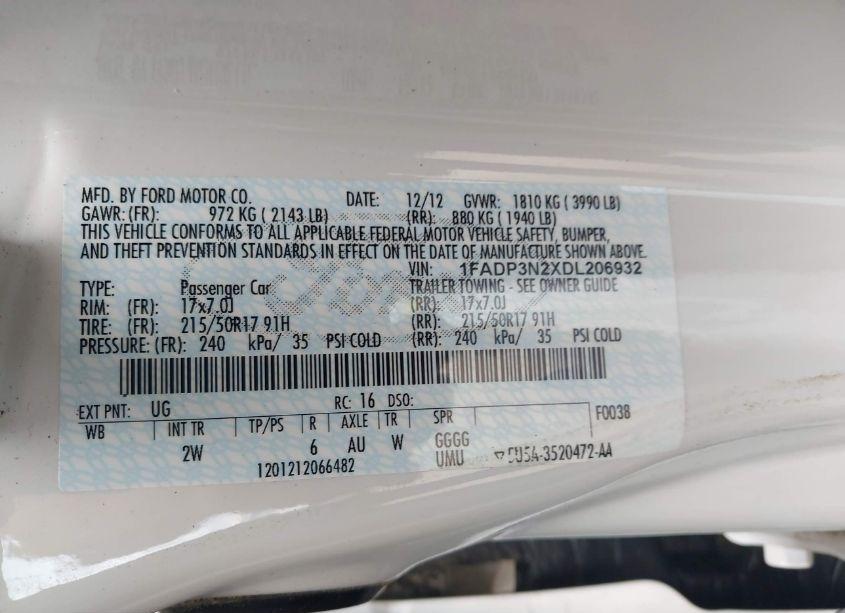 MFD. BY FORD MOTOR CO. DATE: 12/12 GVWR: 1810 KG ( 3990 LB)
GAWR: (FR): 972 KG ( 2143 LB) (RR): 880 KG ( 1940 LB)
THIS VEHICLE CONFORMS TO ALL APPLICABLE FEDERAL MOTOR VEHICLE SAFETY, BUMPER,
AND THEFT PREVENTION STANDARDS IN EFFECT ON THE DATE OF MANUFACTURE SHOWN ABOVE.
VIN: 1FADP3N2XDL206932
TYPE: Passenger Car TRAILER TOWING - SEE OWNER GUIDE
RIM: (FR): 17x7.0J (RR): 17x7.0J
TIRE: (FR): 215/50R17 91H (RR): 215/50R17 91H
PRESSURE: (FR): 240 kPa/ 35 PSI COLD (RR): 240 kPa/ 35 PSI COLD
EXT PNT: UG RC: 16 DSO: F0038
WB INT TR TP/PS R AXLE TR SPR
2W 6 AU W GGGG
1201212066482 UMU ▽ 5U5A-3520472-AA